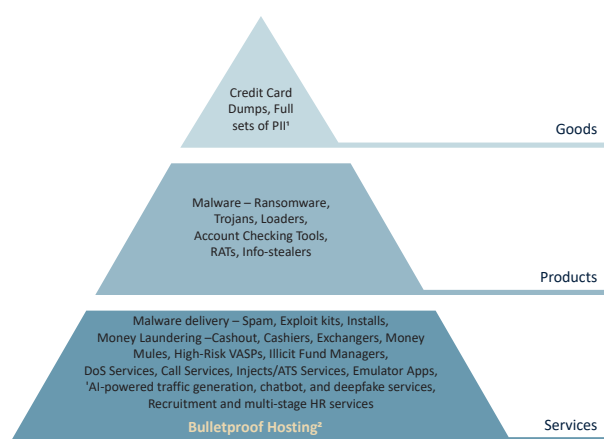 Credit Card
Dumps, Full
sets of PII¹
Goods
Malware – Ransomware,
Trojans, Loaders,
Account Checking Tools,
RATs, Info-stealers
Products
Malware delivery – Spam, Exploit kits, Installs,
Money Laundering –Cashout, Cashiers, Exchangers, Money
Mules, High-Risk VASPs, Illicit Fund Managers,
DoS Services, Call Services, Injects/ATS Services, Emulator Apps,
'AI-powered traffic generation, chatbot, and deepfake services,
Recruitment and multi-stage HR services
Bulletproof Hosting²
Services